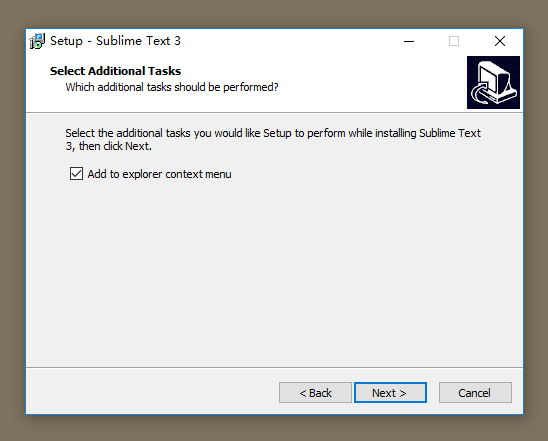 Setup - Sublime Text 3
Select Additional Tasks
Which additional tasks should be performed?
Select the additional tasks you would like Setup to perform while installing Sublime Text
3, then click Next.
Add to explorer context menu
< Back
Next >
Cancel